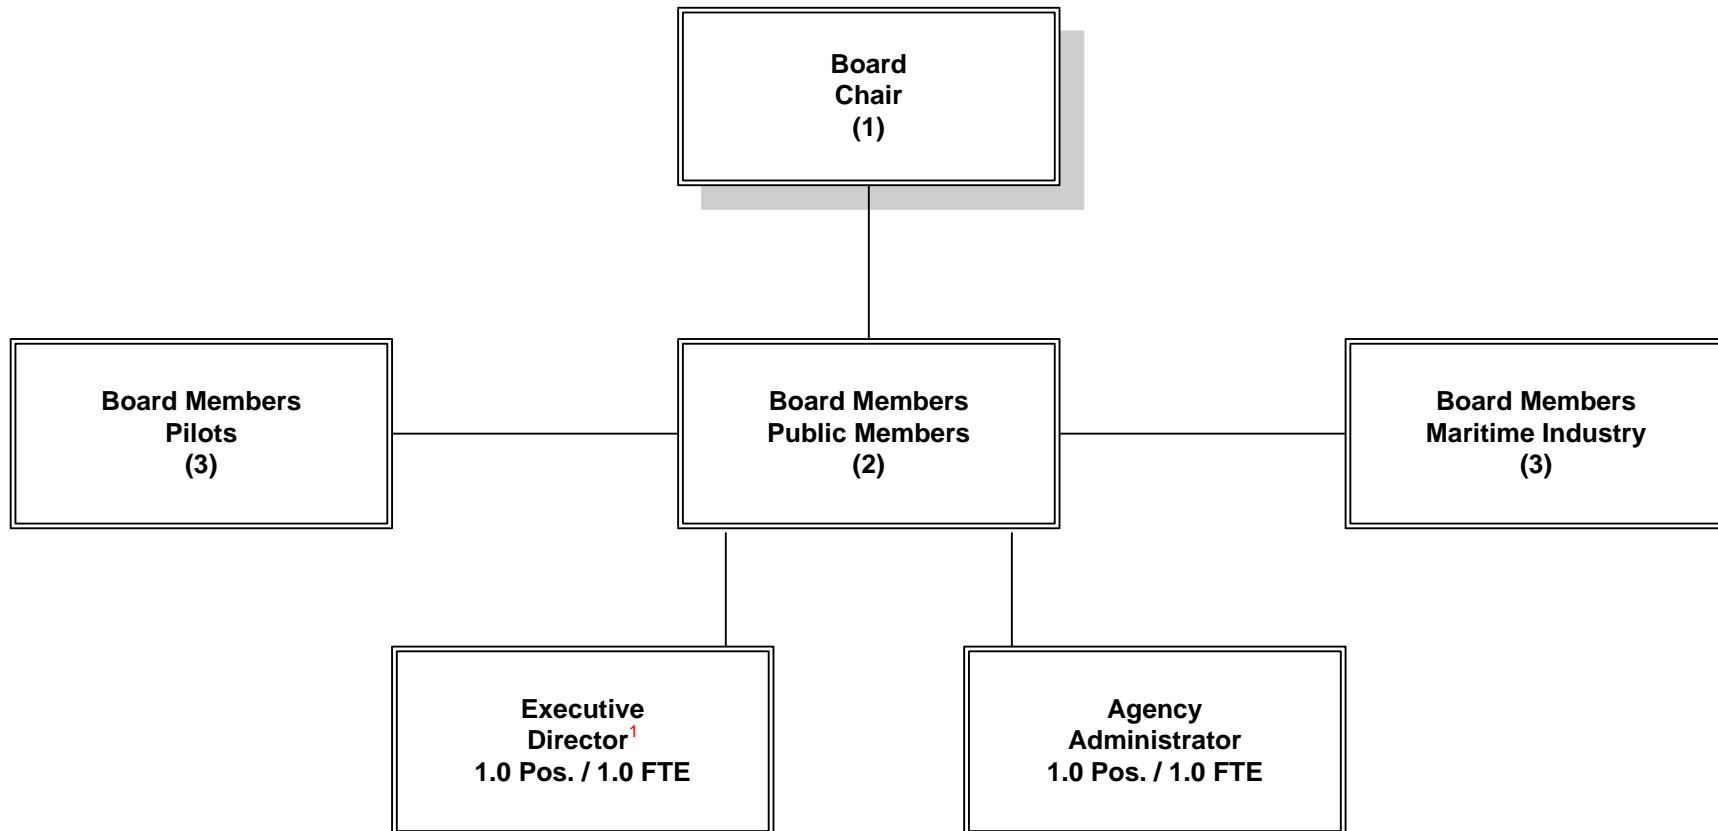 Board
Chair
(1)
Board Members
Pilots
(3)
Board Members
Public Members
(2)
Board Members
Maritime Industry
(3)
Executive
Director¹
1.0 Pos. / 1.0 FTE
Agency
Administrator
1.0 Pos. / 1.0 FTE